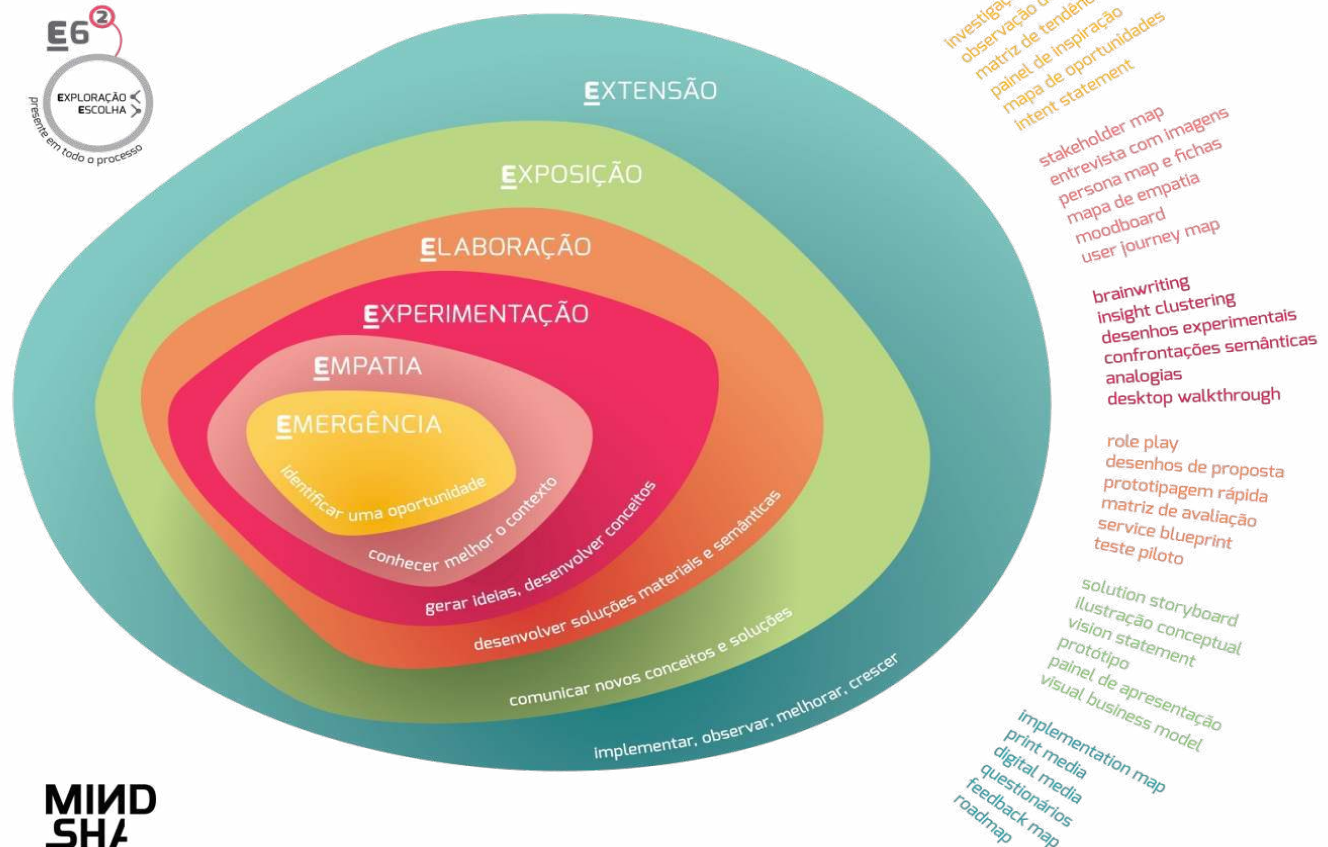 E6²
EXPLORAÇÃO
ESCOLHA
presente em todo o processo
EXTENSÃO
EXPOSIÇÃO
ELABORAÇÃO
EXPERIMENTAÇÃO
EMPATIA
EMERGÊNCIA
identificar uma oportunidade
conhecer melhor o contexto
gerar ideias, desenvolver conceitos
desenvolver soluções materiais e semânticas
comunicar novos conceitos e soluções
implementar, observar, melhorar, crescer
observação
matriz de
painel de inspiração
mapa de oportunidades
intent statement
stakeholder map
entrevista com imagens
persona map e fichas
mapa de empatia
moodboard
user journey map
brainwriting
insight clustering
desenhos experimentais
confrontações semânticas
analogias
desktop walkthrough
role play
desenhos de proposta
prototipagem rápida
matriz de avaliação
service blueprint
teste piloto
solution storyboard
ilustração conceptual
vision statement
protótipo
painel de apresentação
visual business model
implementation map
print media
digital media
questionários
feedback map
roadmap
MIND